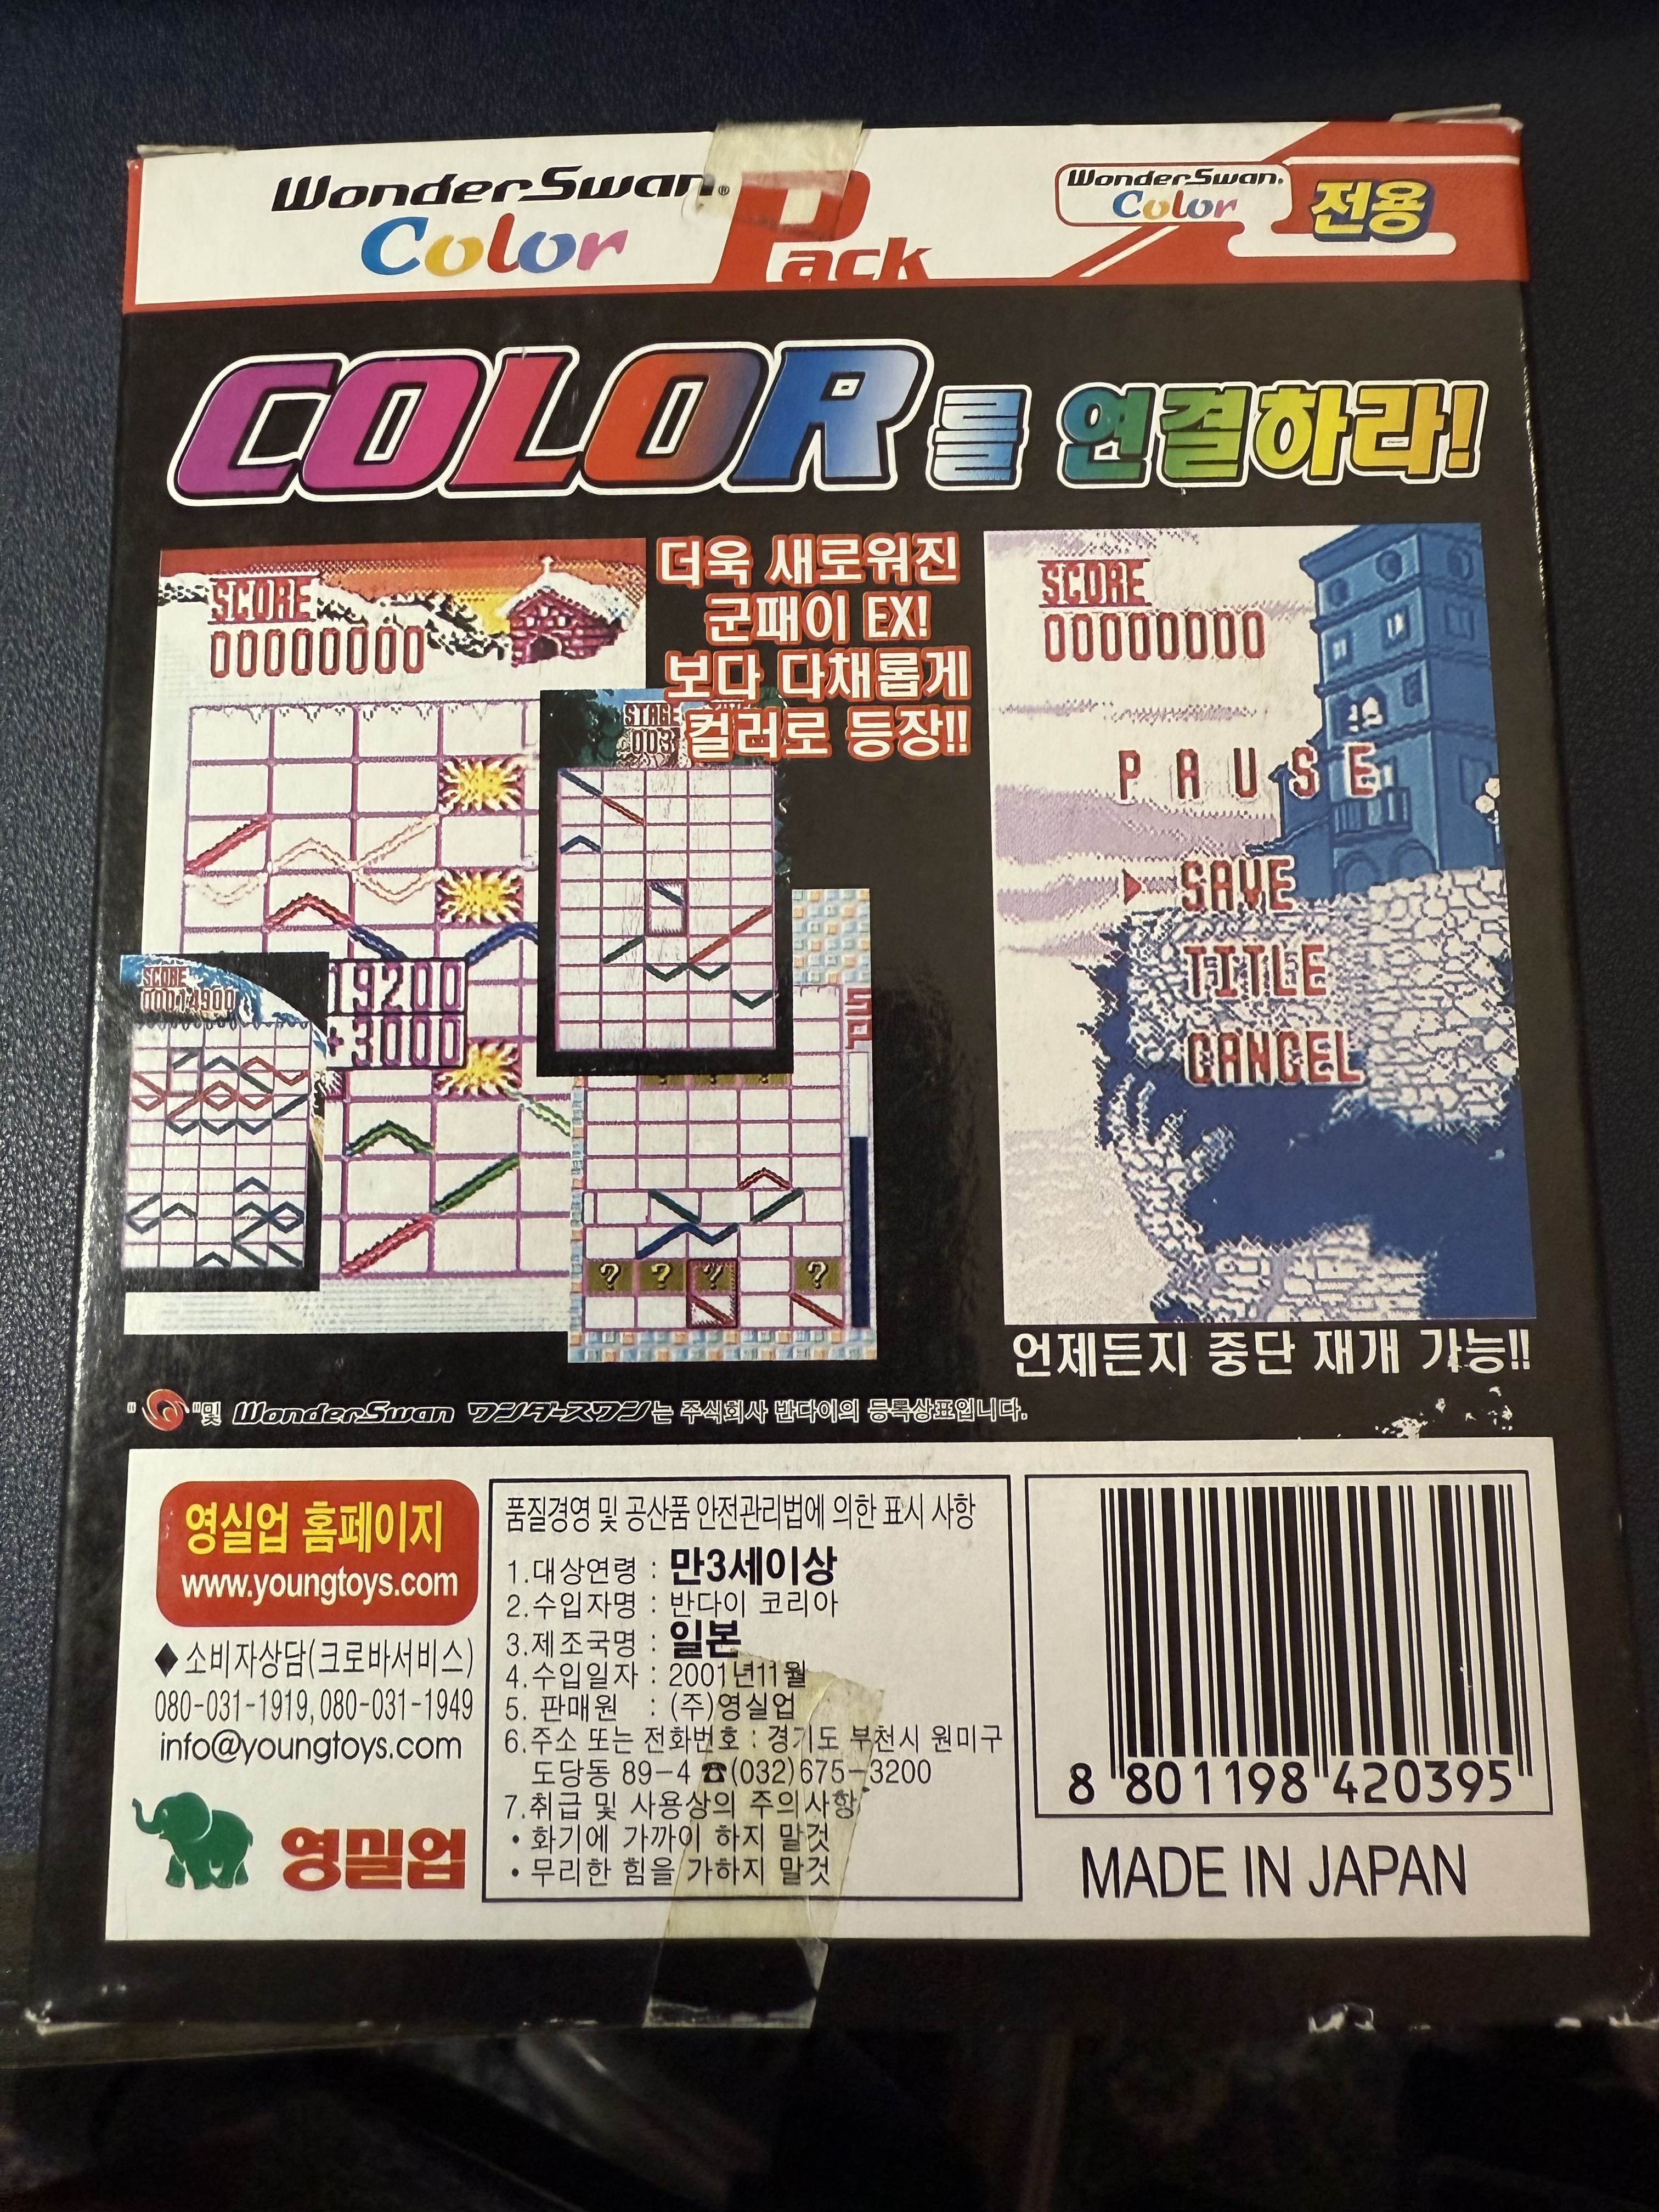 WonderSwan®
Color
Pack
WonderSwan®
Color
전용
COLOR를 연결하라!
더욱 새로워진
군패이 EX!
보다 다채롭게
컬러로 등장!!
SCORE
00000000
STAGE
003
SCORE
00014900
19200
+3000
SP
? ? ? ?
SCORE
00000000
PAUSE
SAVE
TITLE
CANCEL
언제든지 중단 재개 가능!!
" "및 WonderSwan ワンダースワン는 주식회사 반다이의 등록상표입니다.
영실업 홈페이지
www.youngtoys.com
◆소비자상담(크로바서비스)
080-031-1919, 080-031-1949
info@youngtoys.com
영실업
품질경영 및 공산품 안전관리법에 의한 표시 사항
1.대상연령 : 만3세이상
2.수입자명 : 반다이 코리아
3.제조국명 : 일본
4.수입일자 : 2001년11월
5. 판매원 : (주)영실업
6.주소 또는 전화번호 : 경기도 부천시 원미구
도당동 89-4 ☎(032)675-3200
7.취급 및 사용상의 주의사항
• 화기에 가까이 하지 말것
• 무리한 힘을 가하지 말것
8 801198 420395
MADE IN JAPAN